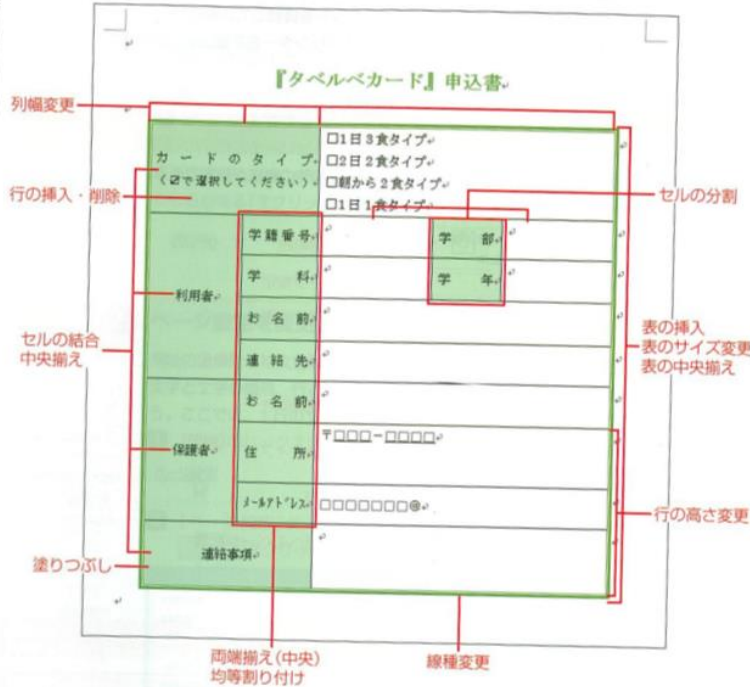 『タベルベカード』申込書
列幅変更
カードのタイプ
(☑で選択してください)
□1日3食タイプ
□2日2食タイプ
□朝から2食タイプ
□1日1食タイプ
行の挿入・削除
セルの分割
学籍番号
学部
利用者
学科
学年
お名前
連絡先
セルの結合
中央揃え
表の挿入
表のサイズ変更
表の中央揃え
お名前
保護者
住所
〒□□□-□□□□
メールアドレス
□□□□□□□@
行の高さ変更
連絡事項
塗りつぶし
両端揃え(中央)
均等割り付け
線種変更